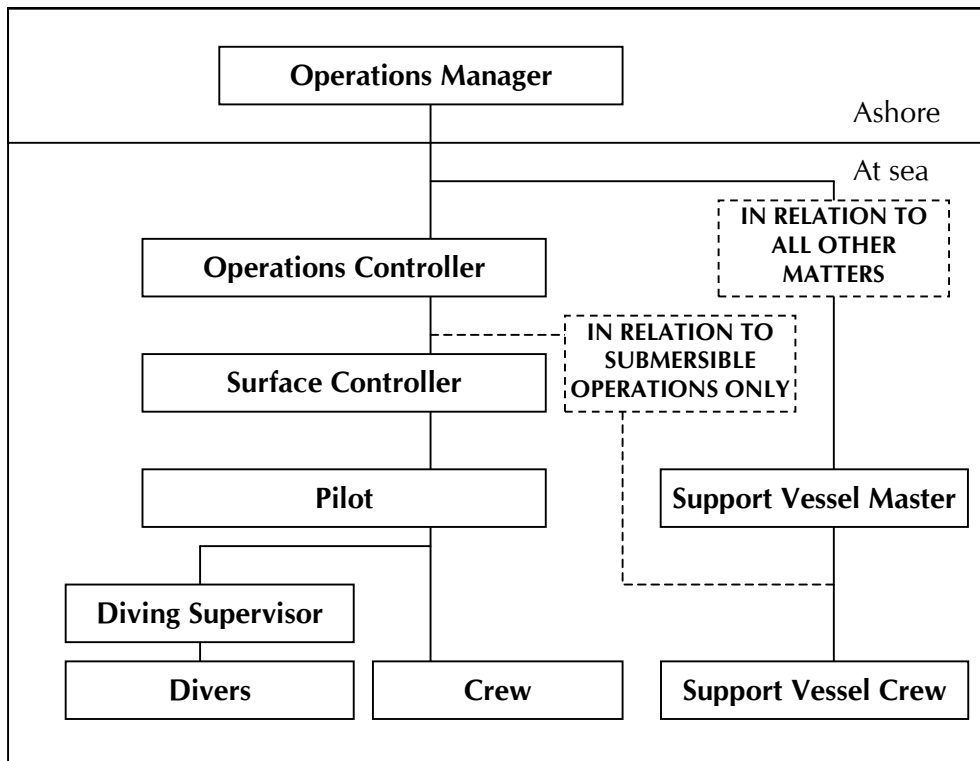 Operations Manager
Ashore
At sea
IN RELATION TO
ALL OTHER
MATTERS
Operations Controller
IN RELATION TO
SUBMERSIBLE
OPERATIONS ONLY
Surface Controller
Pilot
Support Vessel Master
Diving Supervisor
Divers
Crew
Support Vessel Crew